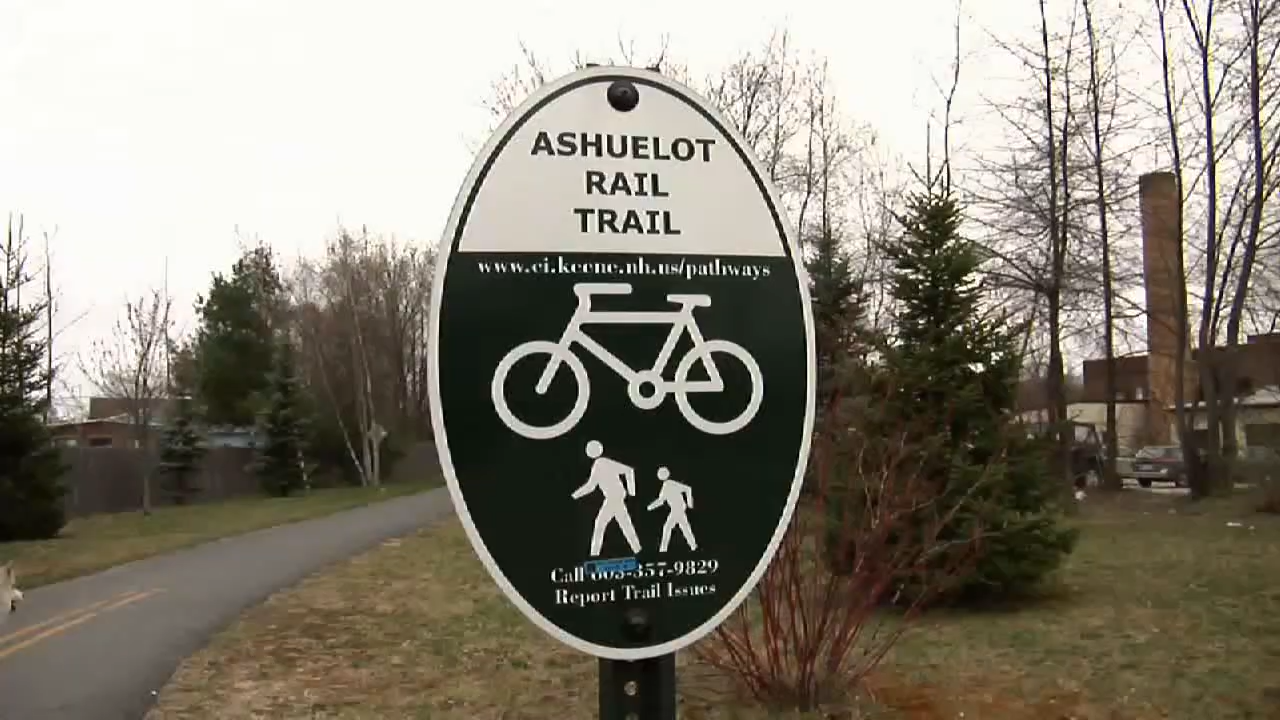 ASHUELOT
RAIL
TRAIL
www.ci.keene.nh.us/pathways
Call 603-357-9829
Report Trail Issues